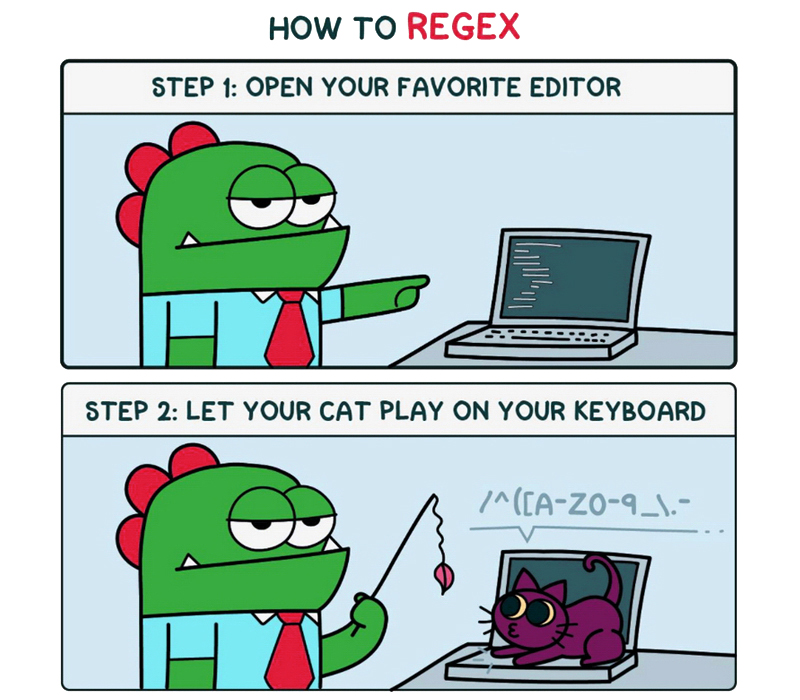 HOW TO REGEX
STEP 1: OPEN YOUR FAVORITE EDITOR
STEP 2: LET YOUR CAT PLAY ON YOUR KEYBOARD
/^([A-Z0-9_\.-